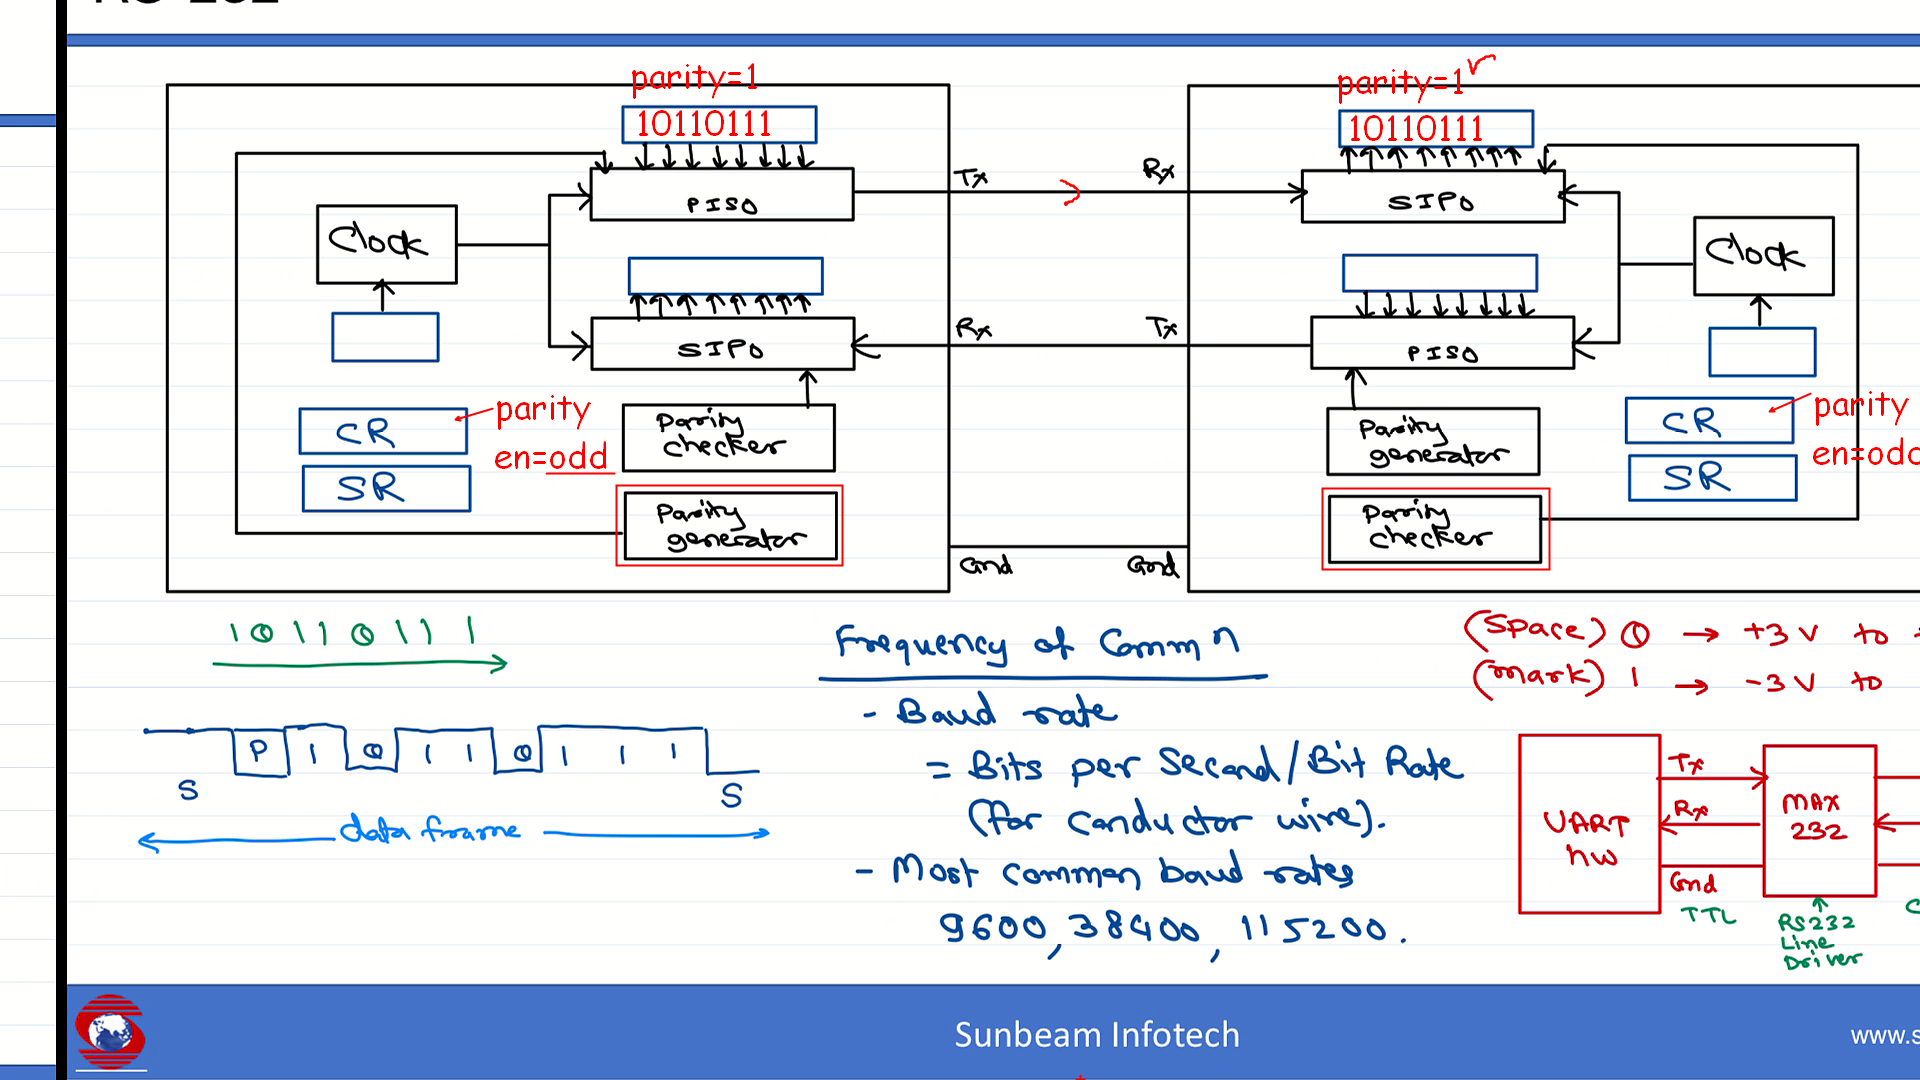 RS-232
parity=1
10110111
PISO
Tx
Rx
parity=1
10110111
SIPO
Clock
Clock
SIPO
Rx
Tx
PISO
CR
parity
en=odd
SR
Parity
checker
Parity
generator
Parity
generator
Parity
checker
CR
parity
en=odd
SR
Gnd
Gnd
1 0 1 1 0 1 1 1
P 1 0 1 1 0 1 1 1
S
S
data frame
Frequency of Commn
- Baud rate
= Bits per Second/Bit Rate
(for conductor wire).
- Most common baud rates
9600, 38400, 115200.
(Space) 0 → +3 V to
(mark) 1 → -3 V to
UART
hw
Tx
Rx
Gnd
TTL
MAX
232
RS232
Line
Driver
Sunbeam Infotech
www.s